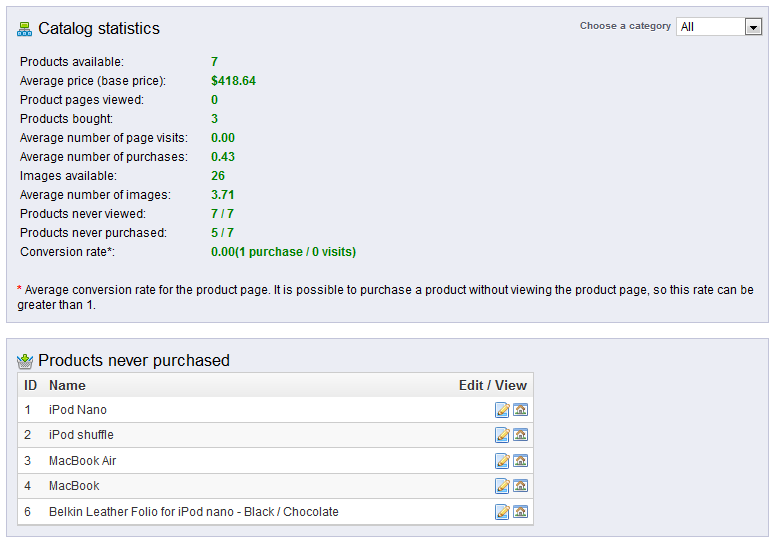 Catalog statistics
Choose a category All
Products available: 7
Average price (base price): $418.64
Product pages viewed: 0
Products bought: 3
Average number of page visits: 0.00
Average number of purchases: 0.43
Images available: 26
Average number of images: 3.71
Products never viewed: 7 / 7
Products never purchased: 5 / 7
Conversion rate*: 0.00(1 purchase / 0 visits)
* Average conversion rate for the product page. It is possible to purchase a product without viewing the product page, so this rate can be
greater than 1.
Products never purchased
ID Name Edit / View
1 iPod Nano
2 iPod shuffle
3 MacBook Air
4 MacBook
6 Belkin Leather Folio for iPod nano - Black / Chocolate